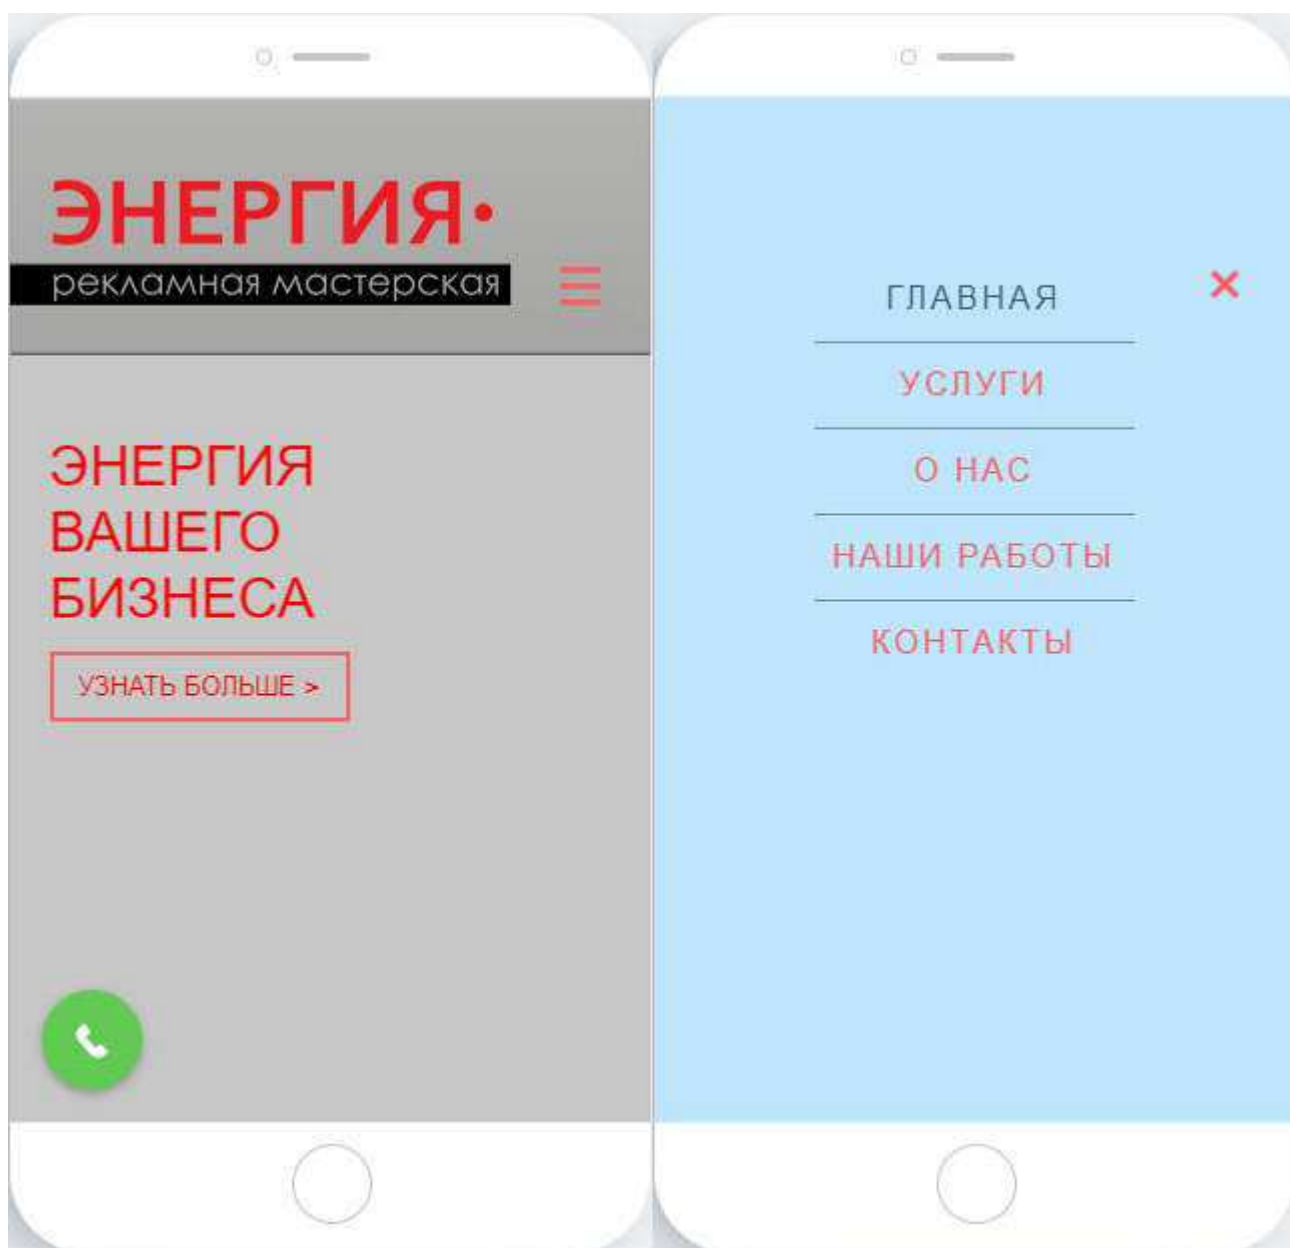 ЭНЕРГИЯ·
рекламная мастерская
ЭНЕРГИЯ
ВАШЕГО
БИЗНЕСА
УЗНАТЬ БОЛЬШЕ >
ГЛАВНАЯ
УСЛУГИ
О НАС
НАШИ РАБОТЫ
КОНТАКТЫ